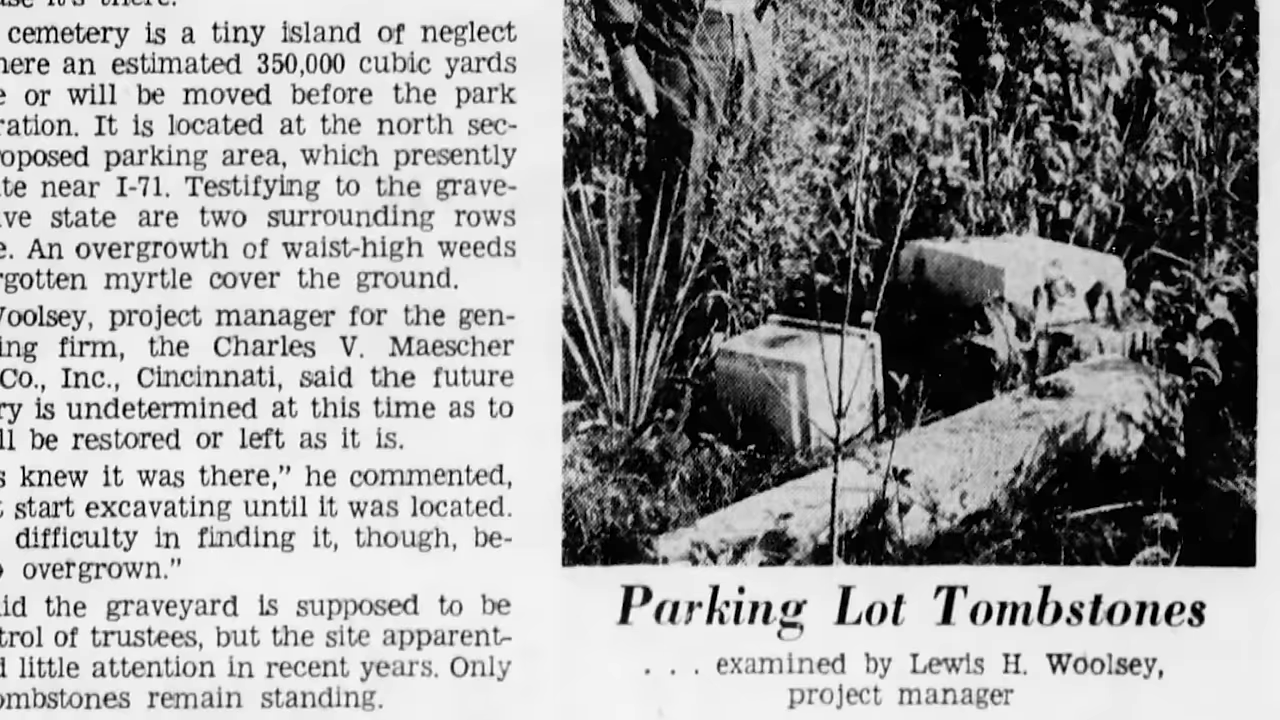 it's there.
cemetery is a tiny island of neglect
here an estimated 350,000 cubic yards
or will be moved before the park
ration. It is located at the north sec-
roposed parking area, which presently
te near I-71. Testifying to the grave-
ve state are two surrounding rows
e. An overgrowth of waist-high weeds
rgotten myrtle cover the ground.
Woolsey, project manager for the gen-
ing firm, the Charles V. Maescher
Co., Inc., Cincinnati, said the future
ry is undetermined at this time as to
ll be restored or left as it is.
s knew it was there,” he commented,
t start excavating until it was located.
difficulty in finding it, though, be-
overgrown.”
id the graveyard is supposed to be
trol of trustees, but the site apparent-
d little attention in recent years. Only
ombstones remain standing.
Parking Lot Tombstones
. . . examined by Lewis H. Woolsey,
project manager